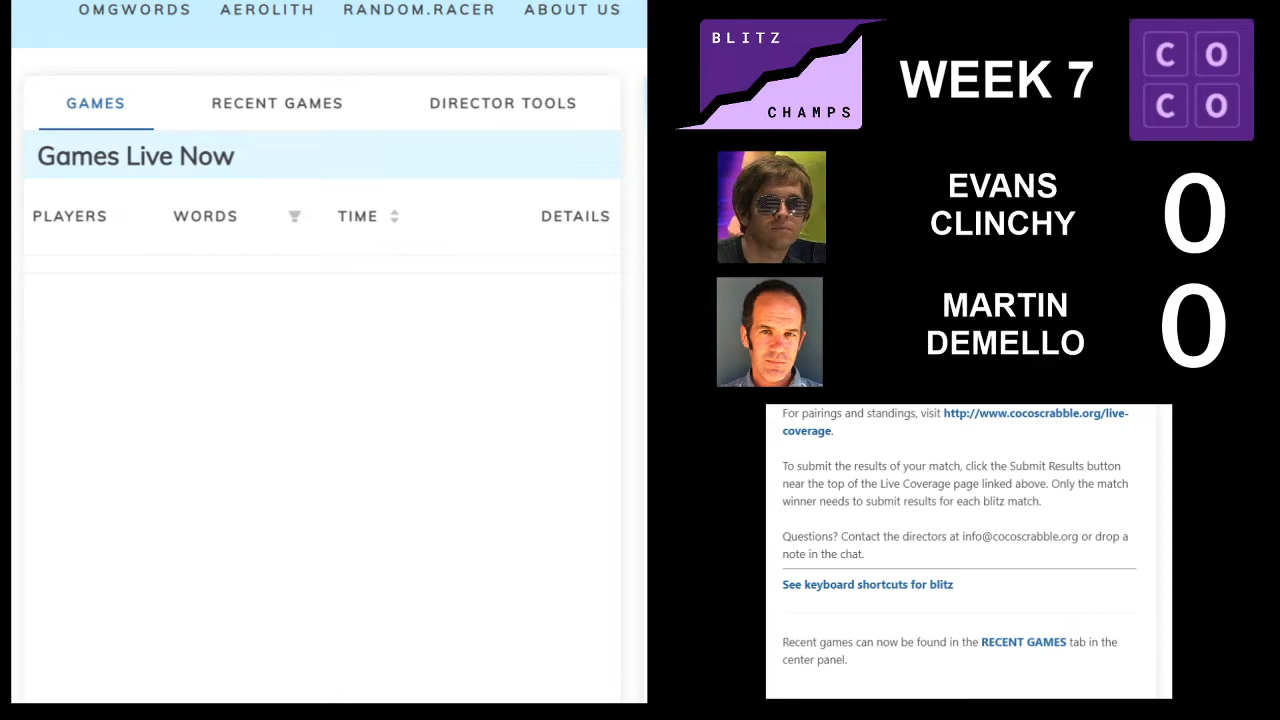 OMGWORDS AEROLITH RANDOM.RACER ABOUT US
GAMES RECENT GAMES DIRECTOR TOOLS
Games Live Now
PLAYERS WORDS TIME DETAILS
BLITZ
CHAMPS
WEEK 7
CO
CO
EVANS
CLINCHY
0
MARTIN
DEMELLO
0
For pairings and standings, visit http://www.cocoscrabble.org/live-
coverage.
To submit the results of your match, click the Submit Results button
near the top of the Live Coverage page linked above. Only the match
winner needs to submit results for each blitz match.
Questions? Contact the directors at info@cocoscrabble.org or drop a
note in the chat.
See keyboard shortcuts for blitz
Recent games can now be found in the RECENT GAMES tab in the
center panel.